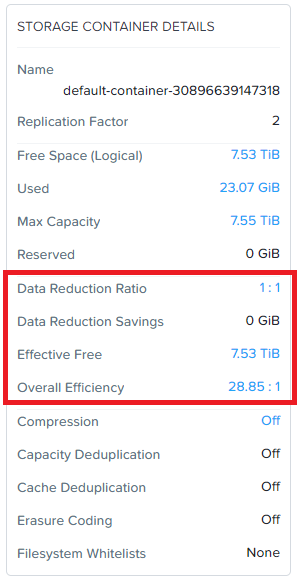 STORAGE CONTAINER DETAILS
Name
default-container-30896639147318
Replication Factor 2
Free Space (Logical) 7.53 TiB
Used 23.07 GiB
Max Capacity 7.55 TiB
Reserved 0 GiB
Data Reduction Ratio 1 : 1
Data Reduction Savings 0 GiB
Effective Free 7.53 TiB
Overall Efficiency 28.85 : 1
Compression Off
Capacity Deduplication Off
Cache Deduplication Off
Erasure Coding Off
Filesystem Whitelists None